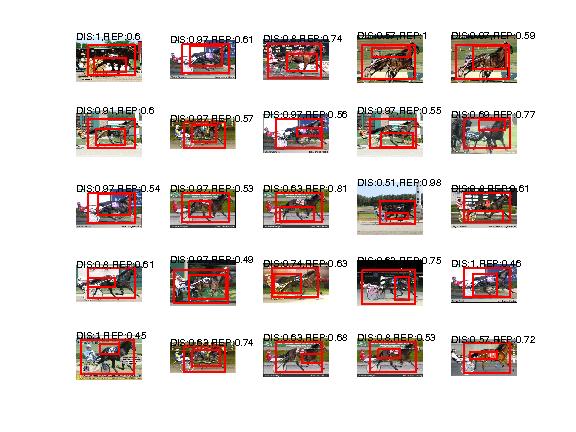 DIS:1,REP:0.6
DIS:0.97,REP:0.61
DIS:0.8,REP:0.74
DIS:0.57,REP:1
DIS:0.97,REP:0.59
DIS:0.91,REP:0.6
DIS:0.97,REP:0.57
DIS:0.97,REP:0.56
DIS:0.97,REP:0.55
DIS:0.69,REP:0.77
DIS:0.97,REP:0.54
DIS:0.97,REP:0.53
DIS:0.63,REP:0.81
DIS:0.51,REP:0.98
DIS:0.8,REP:0.61
DIS:0.8,REP:0.61
DIS:0.97,REP:0.49
DIS:0.74,REP:0.63
REP:0.75
DIS:1,REP:0.46
DIS:1,REP:0.45
DIS:0.63,REP:0.74
DIS:0.63,REP:0.68
DIS:0.8,REP:0.53
DIS:0.57,REP:0.72